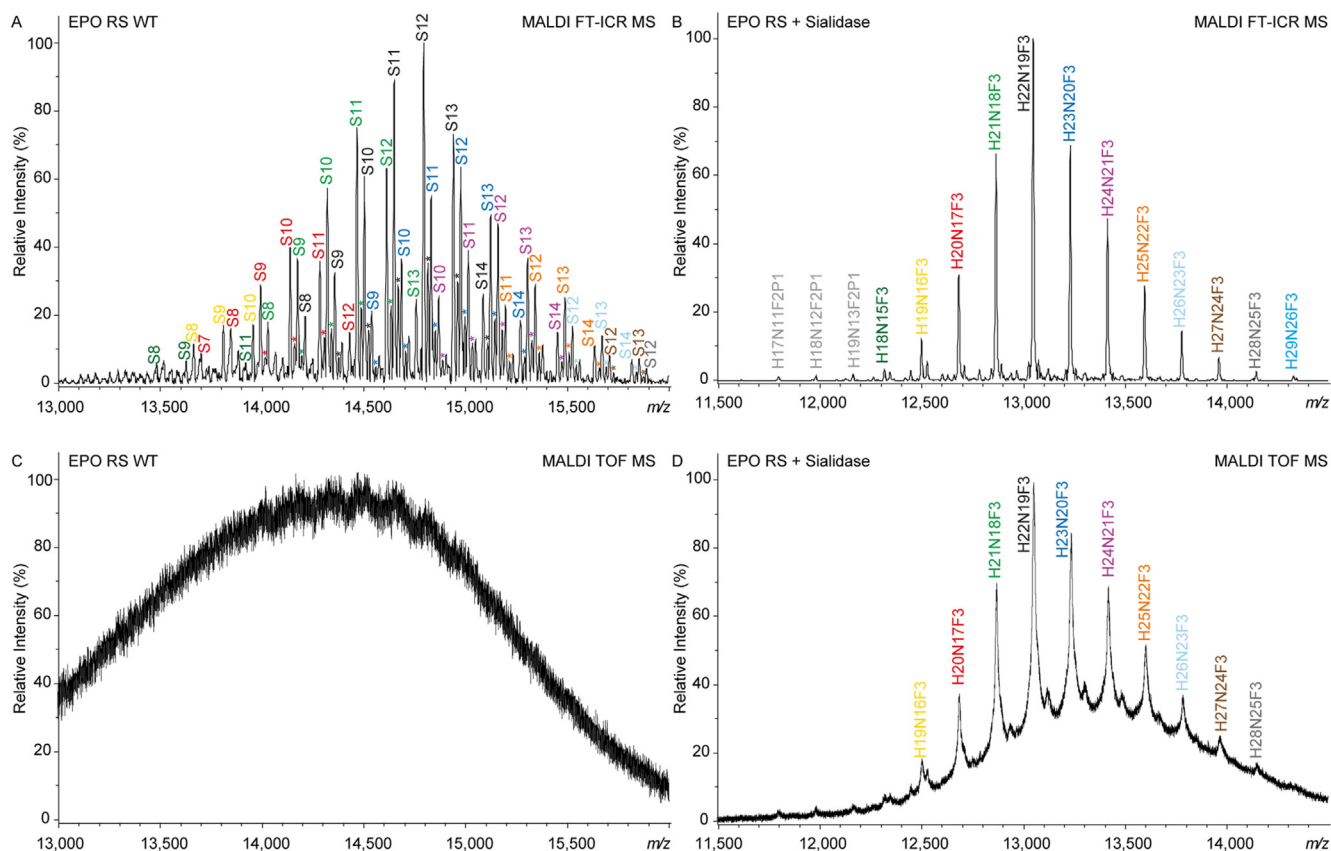 A EPO RS WT MALDI FT-ICR MS
Relative Intensity (%)
100
80
60
40
20
0
S8
S9
S8
S7
S9
S8
S11
S10
S9
S8
S10
S9
S8
S11
S10
S9
S12
S11
S10
S9
S12
S10
S13
S11
S12
S11
S10
S13
S12
S11
S14
S13
S12
S11
S14
S13
S12
S14
S13
S12
S14
S13
S12
S14
S13
S12
13,000 13,500 14,000 14,500 15,000 15,500 m/z
B EPO RS + Sialidase MALDI FT-ICR MS
Relative Intensity (%)
100
80
60
40
20
0
H17N11F2P1
H18N12F2P1
H19N13F2P1
H18N15F3
H19N16F3
H20N17F3
H21N18F3
H22N19F3
H23N20F3
H24N21F3
H25N22F3
H26N23F3
H27N24F3
H28N25F3
H29N26F3
11,500 12,000 12,500 13,000 13,500 14,000 m/z
C EPO RS WT MALDI TOF MS
Relative Intensity (%)
100
80
60
40
20
0
13,000 13,500 14,000 14,500 15,000 15,500 m/z
D EPO RS + Sialidase MALDI TOF MS
Relative Intensity (%)
100
80
60
40
20
0
H19N16F3
H20N17F3
H21N18F3
H22N19F3
H23N20F3
H24N21F3
H25N22F3
H26N23F3
H27N24F3
H28N25F3
11,500 12,000 12,500 13,000 13,500 14,000 m/z